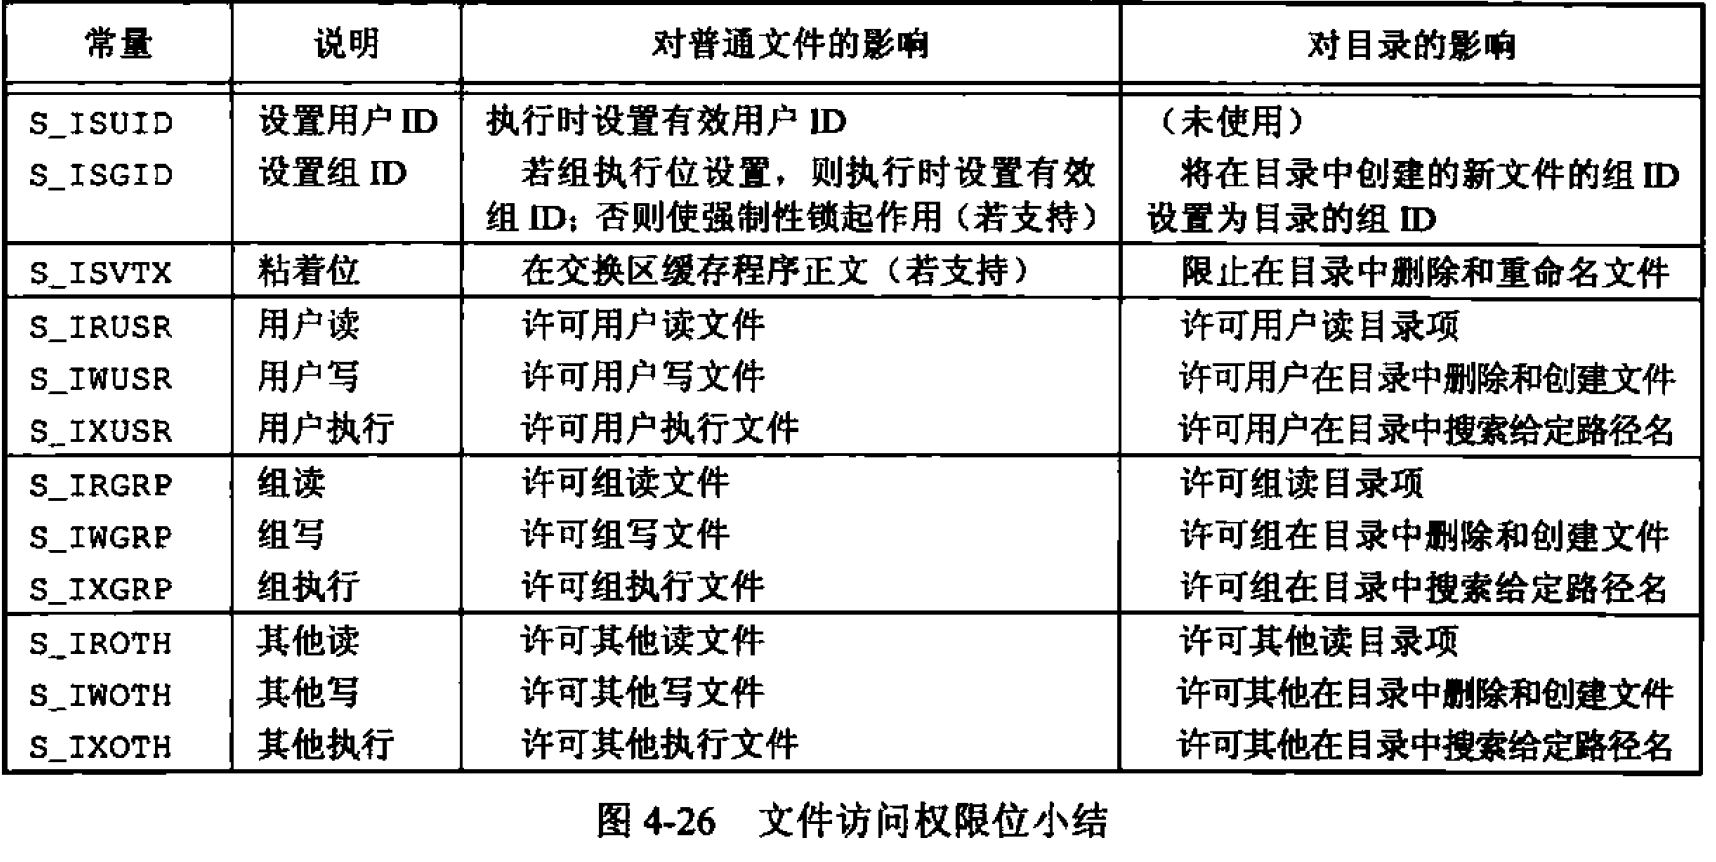 常量 说明 对普通文件的影响 对目录的影响
S_ISUID 设置用户 ID 执行时设置有效用户 ID （未使用）
S_ISGID 设置组 ID 若组执行位设置，则执行时设置有效 将在目录中创建的新文件的组 ID
组 ID；否则使强制性锁起作用（若支持） 设置为目录的组 ID
S_ISVTX 粘着位 在交换区缓存程序正文（若支持） 限止在目录中删除和重命名文件
S_IRUSR 用户读 许可用户读文件 许可用户读目录项
S_IWUSR 用户写 许可用户写文件 许可用户在目录中删除和创建文件
S_IXUSR 用户执行 许可用户执行文件 许可用户在目录中搜索给定路径名
S_IRGRP 组读 许可组读文件 许可组读目录项
S_IWGRP 组写 许可组写文件 许可组在目录中删除和创建文件
S_IXGRP 组执行 许可组执行文件 许可组在目录中搜索给定路径名
S_IROTH 其他读 许可其他读文件 许可其他读目录项
S_IWOTH 其他写 许可其他写文件 许可其他在目录中删除和创建文件
S_IXOTH 其他执行 许可其他执行文件 许可其他在目录中搜索给定路径名
图 4-26 文件访问权限位小结